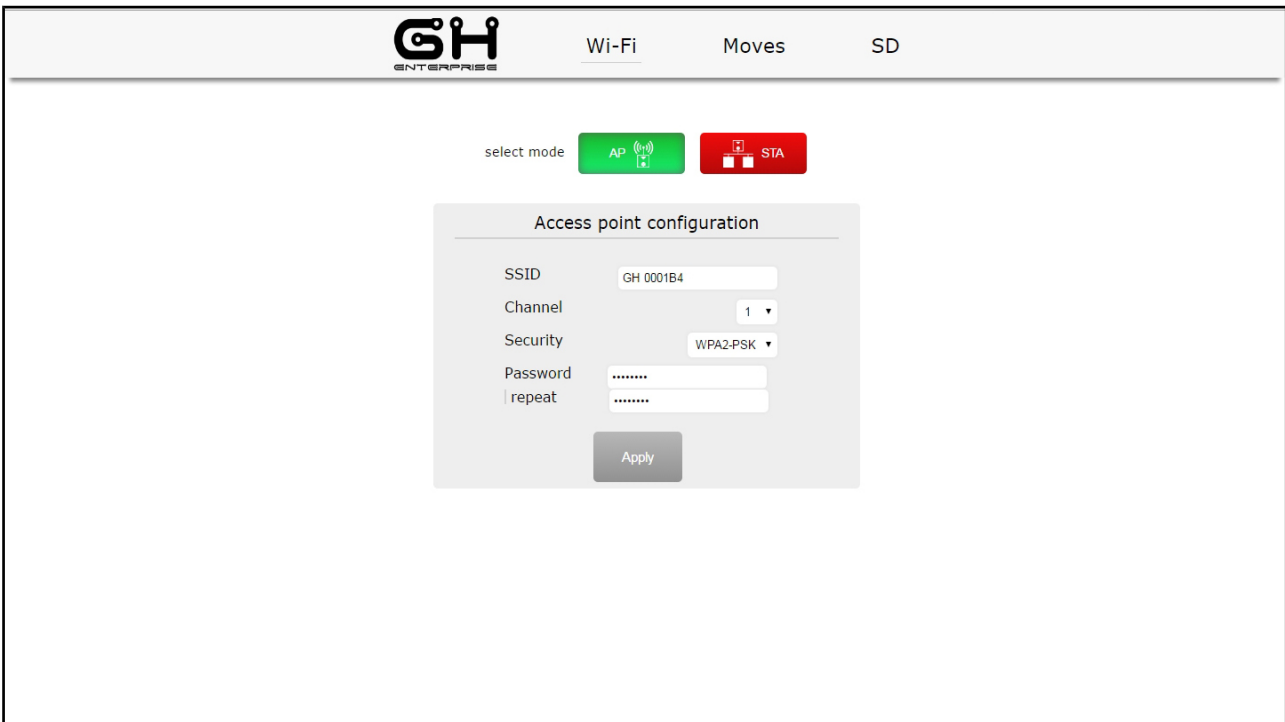 GH
ENTERPRISE
Wi-Fi Moves SD
select mode AP STA
Access point configuration
SSID GH 0001B4
Channel 1
Security WPA2-PSK
Password ••••••••
repeat ••••••••
Apply